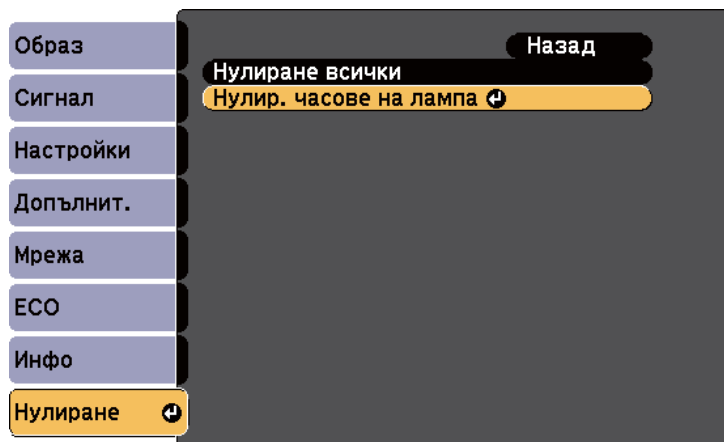 Образ
Сигнал
Настройки
Допълнит.
Мрежа
ECO
Инфо
Нулиране
Назад
Нулиране всички
Нулир. часове на лампа